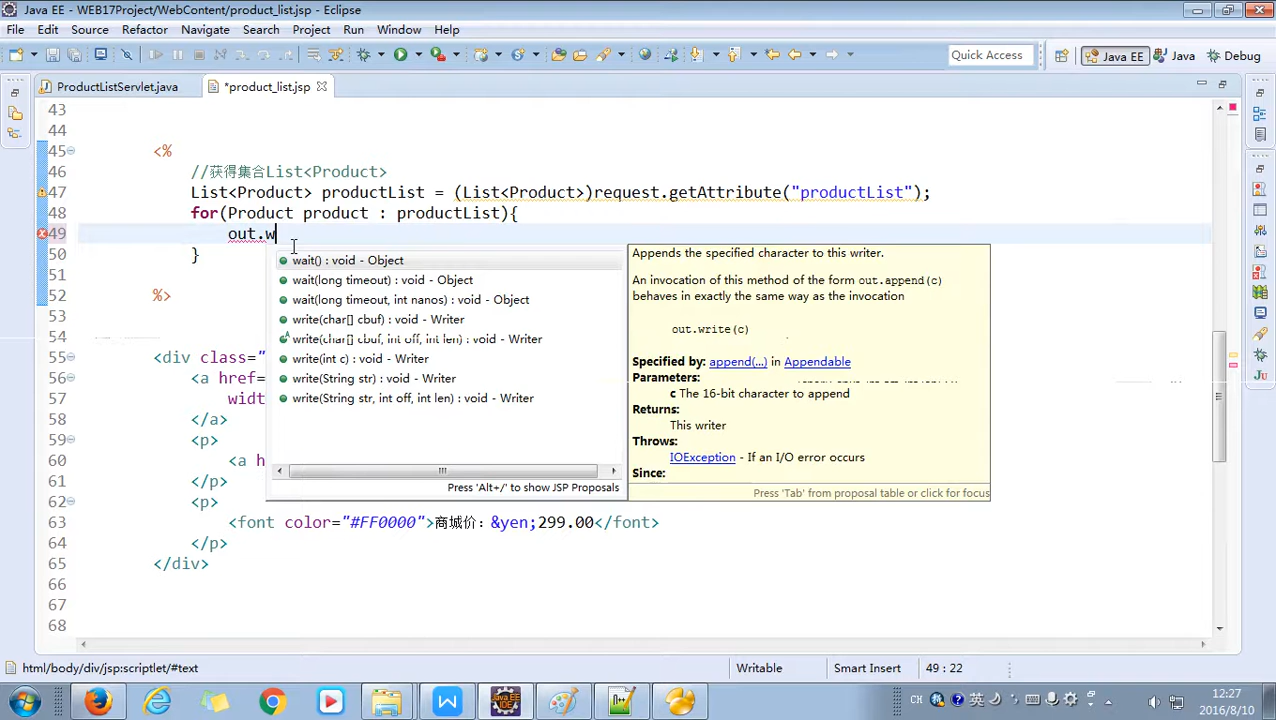 Java EE - WEB17Project/WebContent/product_list.jsp - Eclipse
File Edit Source Refactor Navigate Search Project Run Window Help
Quick Access
Java EE
Java
Debug
ProductListServlet.java
*product_list.jsp
43
44
45 <%
46 //获得集合List<Product>
47 List<Product> productList = (List<Product>)request.getAttribute("productList");
48 for(Product product : productList){
49 out.w
50 }
51
52 %>
53
54
55 <div class="
56 <a href=
57 widt
58 </a>
59 <p>
60 <a h
61 </p>
62 <p>
63 <font color="#FF0000">商城价：&yen;299.00</font>
64 </p>
65 </div>
66
67
68
wait() : void - Object
wait(long timeout) : void - Object
wait(long timeout, int nanos) : void - Object
write(char[] cbuf) : void - Writer
write(char[] cbuf, int off, int len) : void - Writer
write(int c) : void - Writer
write(String str) : void - Writer
write(String str, int off, int len) : void - Writer
Press 'Alt+/' to show JSP Proposals
Appends the specified character to this writer.
An invocation of this method of the form out.append(c)
behaves in exactly the same way as the invocation
out.write(c)
Specified by: append(...) in Appendable
Parameters:
c The 16-bit character to append
Returns:
This writer
Throws:
IOException - If an I/O error occurs
Since:
Press 'Tab' from proposal table or click for focus
html/body/div/jsp:scriptlet/#text
Writable
Smart Insert
49 : 22
CH
英
12:27
2016/8/10